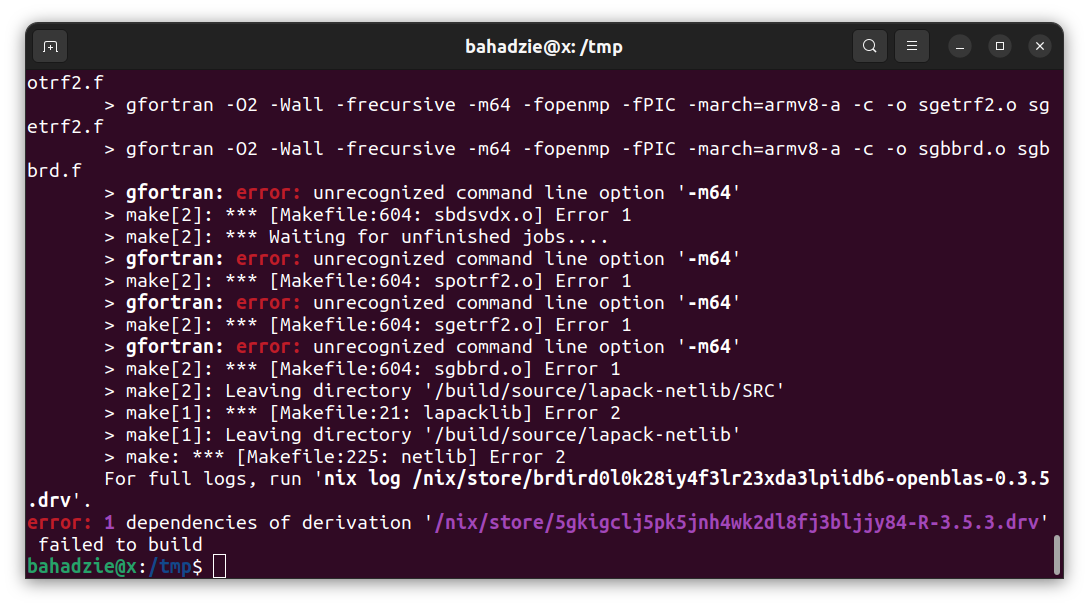 bahadzie@x: /tmp
otrf2.f
> gfortran -O2 -Wall -frecursive -m64 -fopenmp -fPIC -march=armv8-a -c -o sgetrf2.o sg
etrf2.f
> gfortran -O2 -Wall -frecursive -m64 -fopenmp -fPIC -march=armv8-a -c -o sgbbrd.o sgb
brd.f
> gfortran: error: unrecognized command line option '-m64'
> make[2]: *** [Makefile:604: sbdsvdx.o] Error 1
> make[2]: *** Waiting for unfinished jobs....
> gfortran: error: unrecognized command line option '-m64'
> make[2]: *** [Makefile:604: spotrf2.o] Error 1
> gfortran: error: unrecognized command line option '-m64'
> make[2]: *** [Makefile:604: sgetrf2.o] Error 1
> gfortran: error: unrecognized command line option '-m64'
> make[2]: *** [Makefile:604: sgbbrd.o] Error 1
> make[2]: Leaving directory '/build/source/lapack-netlib/SRC'
> make[1]: *** [Makefile:21: lapacklib] Error 2
> make[1]: Leaving directory '/build/source/lapack-netlib'
> make: *** [Makefile:225: netlib] Error 2
For full logs, run 'nix log /nix/store/brdird0l0k28iy4f3lr23xda3lpiidb6-openblas-0.3.5
.drv'.
error: 1 dependencies of derivation '/nix/store/5gkigclj5pk5jnh4wk2dl8fj3bljjy84-R-3.5.3.drv'
failed to build
bahadzie@x:/tmp$